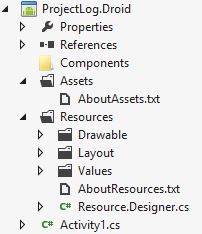 ProjectLog.Droid
Properties
References
Components
Assets
AboutAssets.txt
Resources
Drawable
Layout
Values
AboutResources.txt
C# Resource.Designer.cs
C# Activity1.cs